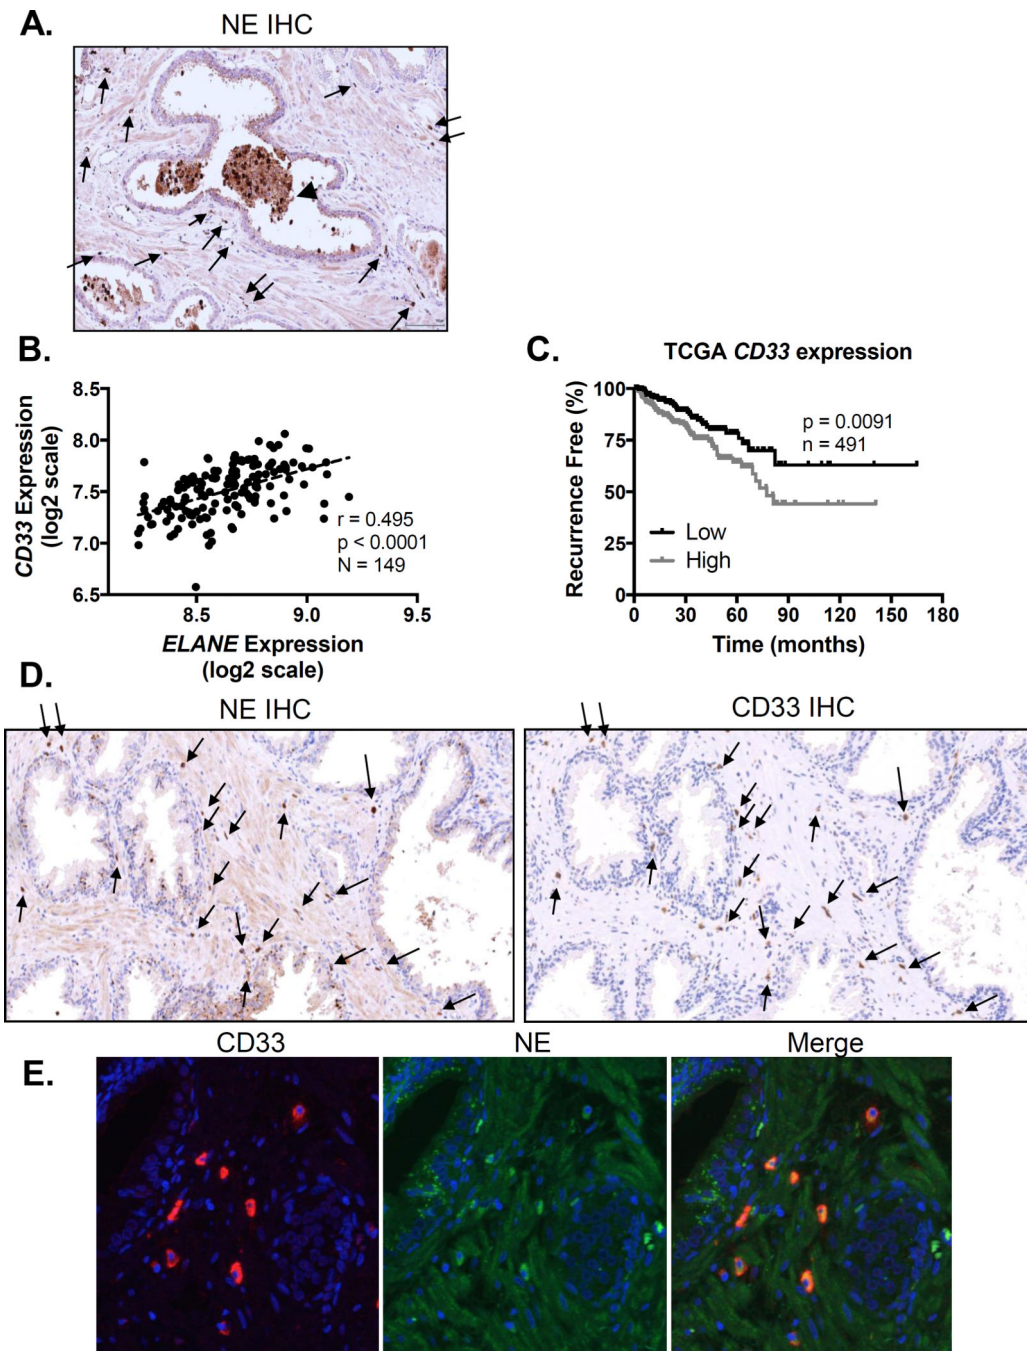 A.
NE IHC
B.
8.5
8.0
7.5
7.0
6.5
CD33 Expression
(log2 scale)
r = 0.495
p < 0.0001
N = 149
8.5
9.0
9.5
ELANE Expression
(log2 scale)
C.
TCGA CD33 expression
100
75
50
25
0
Recurrence Free (%)
p = 0.0091
n = 491
Low
High
0
30
60
90
120
150
180
Time (months)
D.
NE IHC
CD33 IHC
E.
CD33
NE
Merge